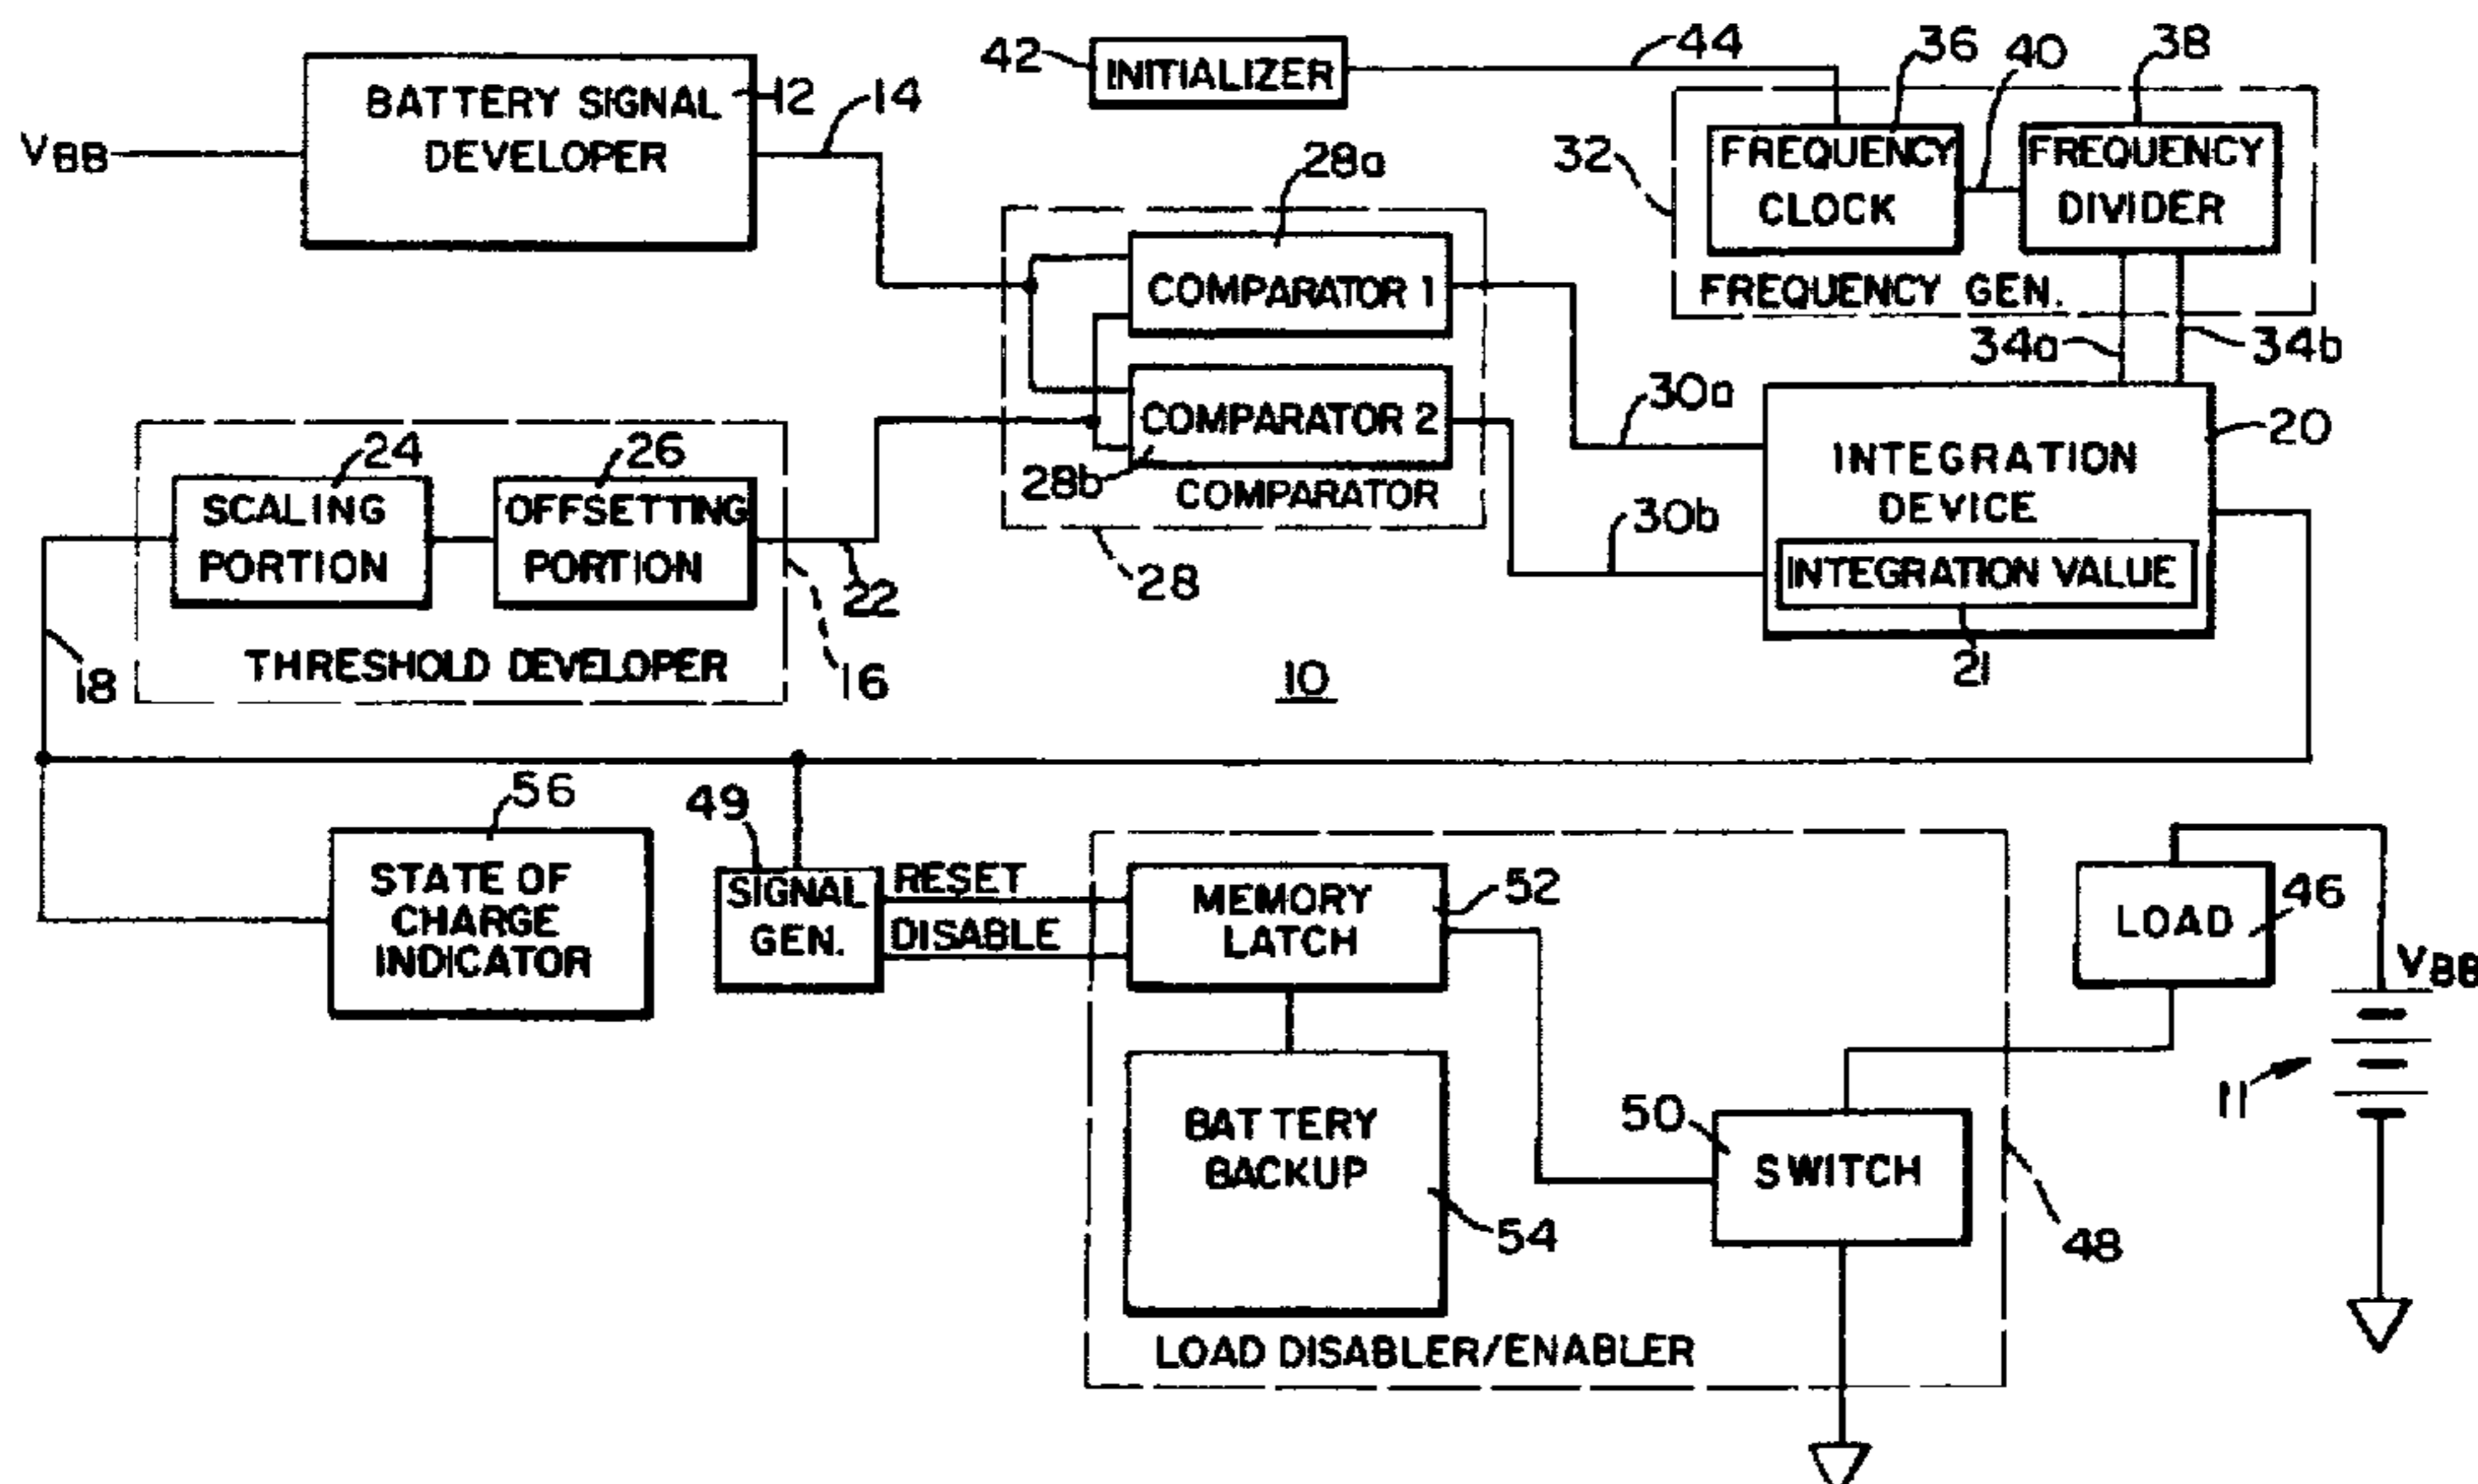 42
INITIALIZER
44
36
40
38
BATTERY SIGNAL
DEVELOPER
12
14
VBB
32
FREQUENCY
CLOCK
FREQUENCY
DIVIDER
FREQUENCY GEN.
34a
34b
28a
COMPARATOR 1
COMPARATOR 2
28b
COMPARATOR
28
30a
30b
20
INTEGRATION
DEVICE
INTEGRATION VALUE
21
24
26
SCALING
PORTION
OFFSETTING
PORTION
22
THRESHOLD DEVELOPER
16
18
10
56
STATE OF
CHARGE
INDICATOR
49
SIGNAL
GEN.
RESET
DISABLE
MEMORY
LATCH
52
BATTERY
BACKUP
54
50
SWITCH
48
LOAD DISABLER/ENABLER
LOAD
46
VBB
11